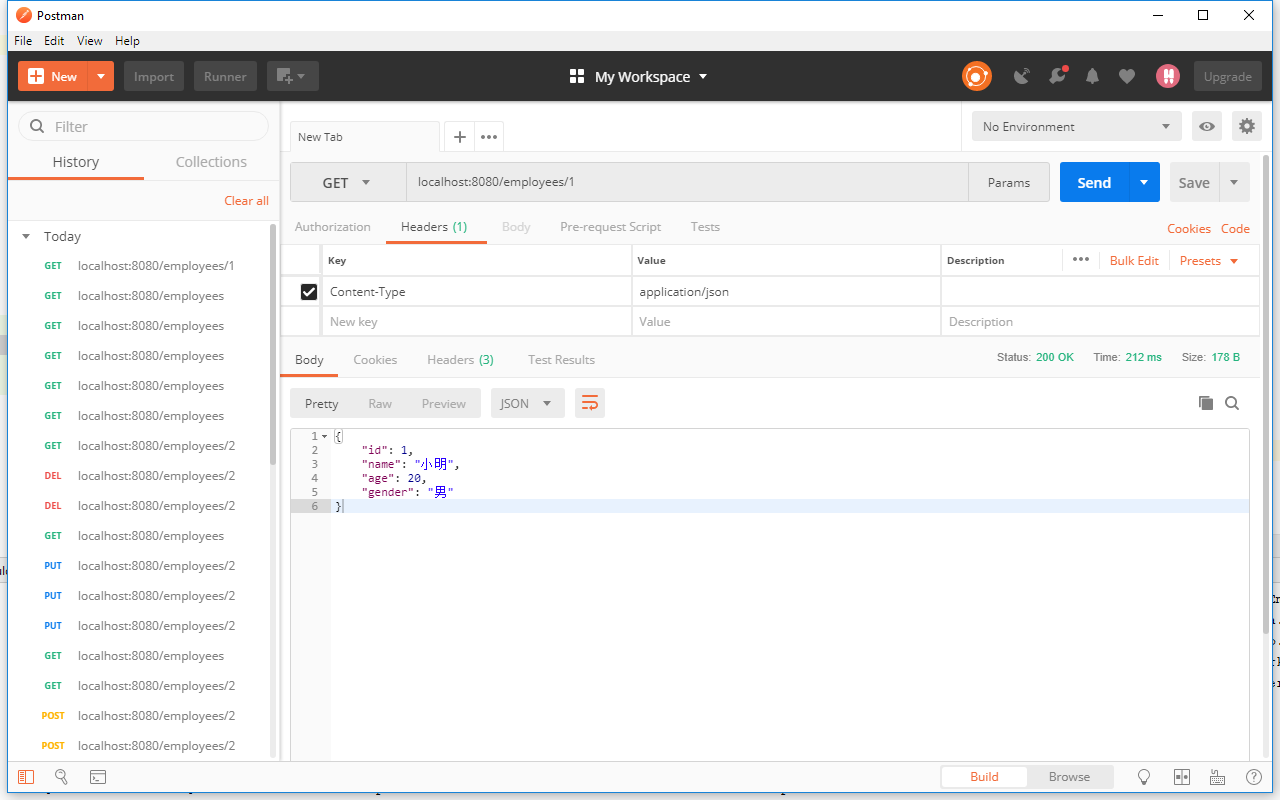 Postman
File Edit View Help
New Import Runner My Workspace Upgrade
Filter
History Collections
Clear all
Today
GET localhost:8080/employees/1
GET localhost:8080/employees
GET localhost:8080/employees
GET localhost:8080/employees
GET localhost:8080/employees
GET localhost:8080/employees
GET localhost:8080/employees/2
DEL localhost:8080/employees/2
DEL localhost:8080/employees/2
GET localhost:8080/employees
PUT localhost:8080/employees/2
PUT localhost:8080/employees/2
PUT localhost:8080/employees/2
GET localhost:8080/employees
GET localhost:8080/employees/2
POST localhost:8080/employees/2
POST localhost:8080/employees/2
New Tab
No Environment
GET localhost:8080/employees/1 Params Send Save
Authorization Headers (1) Body Pre-request Script Tests Cookies Code
Key Value Description Bulk Edit Presets
Content-Type application/json
New key Value Description
Body Cookies Headers (3) Test Results Status: 200 OK Time: 212 ms Size: 178 B
Pretty Raw Preview JSON
1 {
2 "id": 1,
3 "name": "小明",
4 "age": 20,
5 "gender": "男"
6 }
Build Browse